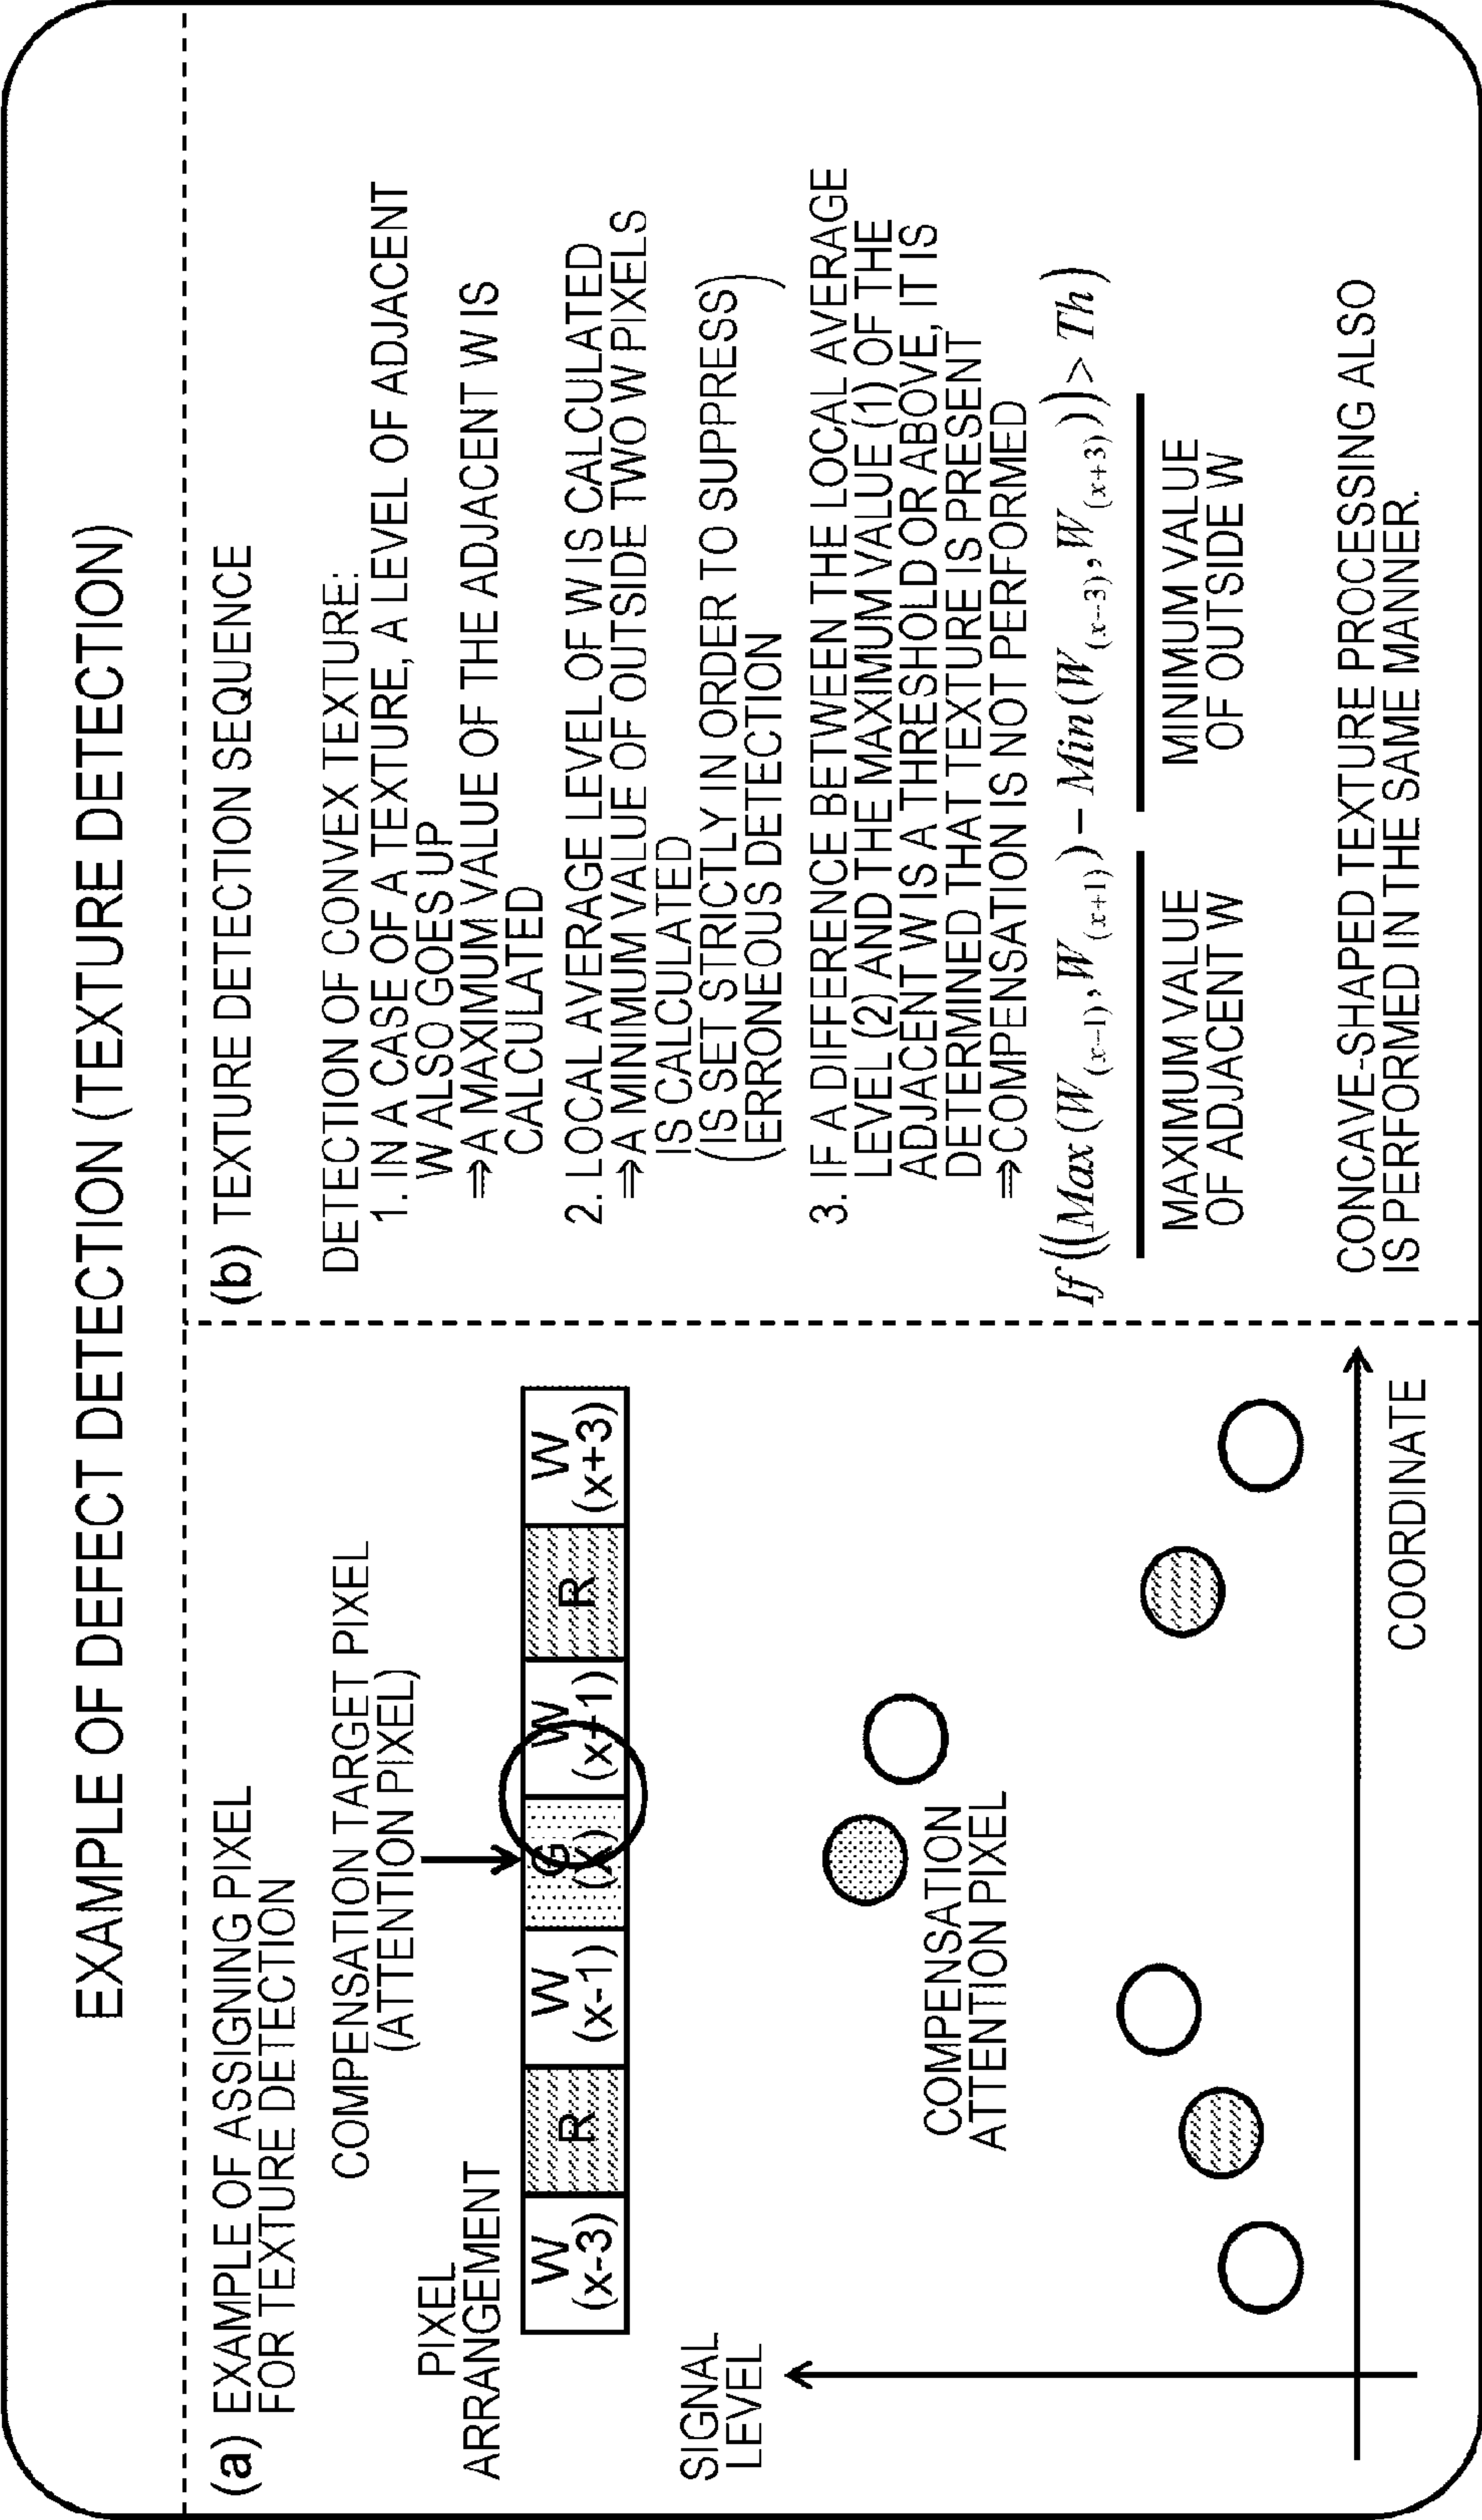 EXAMPLE OF DEFECT DETECTION (TEXTURE DETECTION)
(a) EXAMPLE OF ASSIGNING PIXEL
FOR TEXTURE DETECTION
COMPENSATION TARGET PIXEL
(ATTENTION PIXEL)
PIXEL
ARRANGEMENT
W R W G W R W
(x-3) (x-1) (x) (x+1) (x+3)
SIGNAL
LEVEL
COMPENSATION
ATTENTION PIXEL
COORDINATE
(b) TEXTURE DETECTION SEQUENCE
DETECTION OF CONVEX TEXTURE:
1. IN A CASE OF A TEXTURE, A LEVEL OF ADJACENT
W ALSO GOES UP
⇒ A MAXIMUM VALUE OF THE ADJACENT W IS
CALCULATED
2. LOCAL AVERAGE LEVEL OF W IS CALCULATED
⇒ A MINIMUM VALUE OF OUTSIDE TWO W PIXELS
IS CALCULATED
(IS SET STRICTLY IN ORDER TO SUPPRESS
ERRONEOUS DETECTION)
3. IF A DIFFERENCE BETWEEN THE LOCAL AVERAGE
LEVEL (2) AND THE MAXIMUM VALUE (1) OF THE
ADJACENT W IS A THRESHOLD OR ABOVE, IT IS
DETERMINED THAT TEXTURE IS PRESENT
⇒ COMPENSATION IS NOT PERFORMED
If ((Max (W(x−1), W(x+1)) − Min (W(x−3), W(x+3))) > Th)
MAXIMUM VALUE
OF ADJACENT W
MINIMUM VALUE
OF OUTSIDE W
CONCAVE-SHAPED TEXTURE PROCESSING ALSO
IS PERFORMED IN THE SAME MANNER.